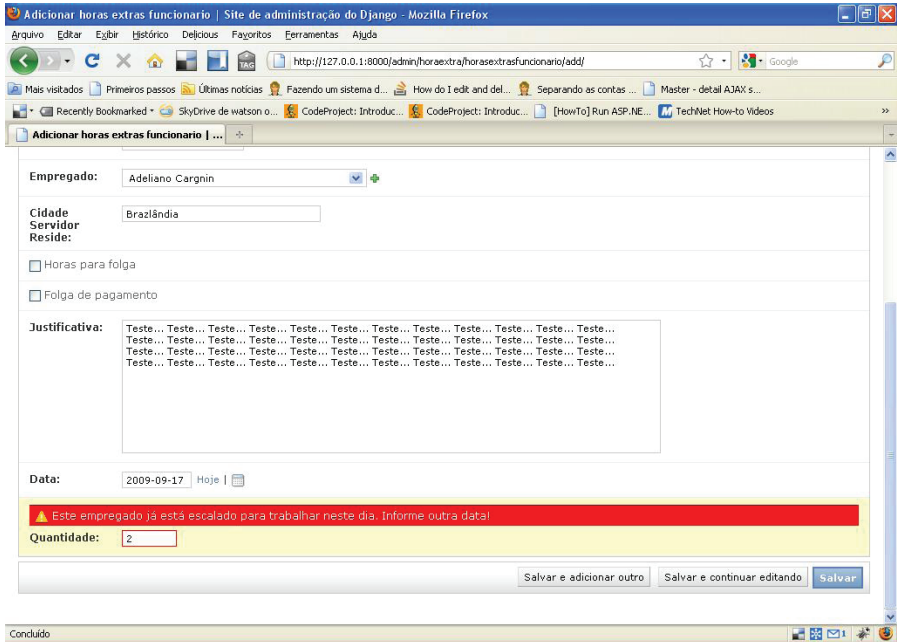 Adicionar horas extras funcionario | Site de administração do Django - Mozilla Firefox
Arquivo Editar Exibir Histórico Delicious Favoritos Ferramentas Ajuda
TAG http://127.0.0.1:8000/admin/horaextra/horasextrasfuncionario/add/ Google
Mais visitados Primeiros passos Últimas notícias Fazendo um sistema d... How do I edit and del... Separando as contas ... Master - detail AJAX s...
Recently Bookmarked SkyDrive de watson o... CodeProject: Introduc... CodeProject: Introduc... [HowTo] Run ASP.NE... TechNet How-to Videos »
Adicionar horas extras funcionario | ...
Empregado: Adeliano Cargnin
Cidade Brazlândia
Servidor
Reside:
Horas para folga
Folga de pagamento
Justificativa: Teste... Teste... Teste... Teste... Teste... Teste... Teste... Teste... Teste... Teste... Teste... Teste...
Teste... Teste... Teste... Teste... Teste... Teste... Teste... Teste... Teste... Teste... Teste... Teste...
Teste... Teste... Teste... Teste... Teste... Teste... Teste... Teste... Teste... Teste... Teste... Teste...
Teste... Teste... Teste... Teste... Teste... Teste... Teste... Teste... Teste... Teste... Teste... Teste...
Data: 2009-09-17 Hoje |
Este empregado já está escalado para trabalhar neste dia. Informe outra data!
Quantidade: 2
Salvar e adicionar outro Salvar e continuar editando Salvar
Concluído 1